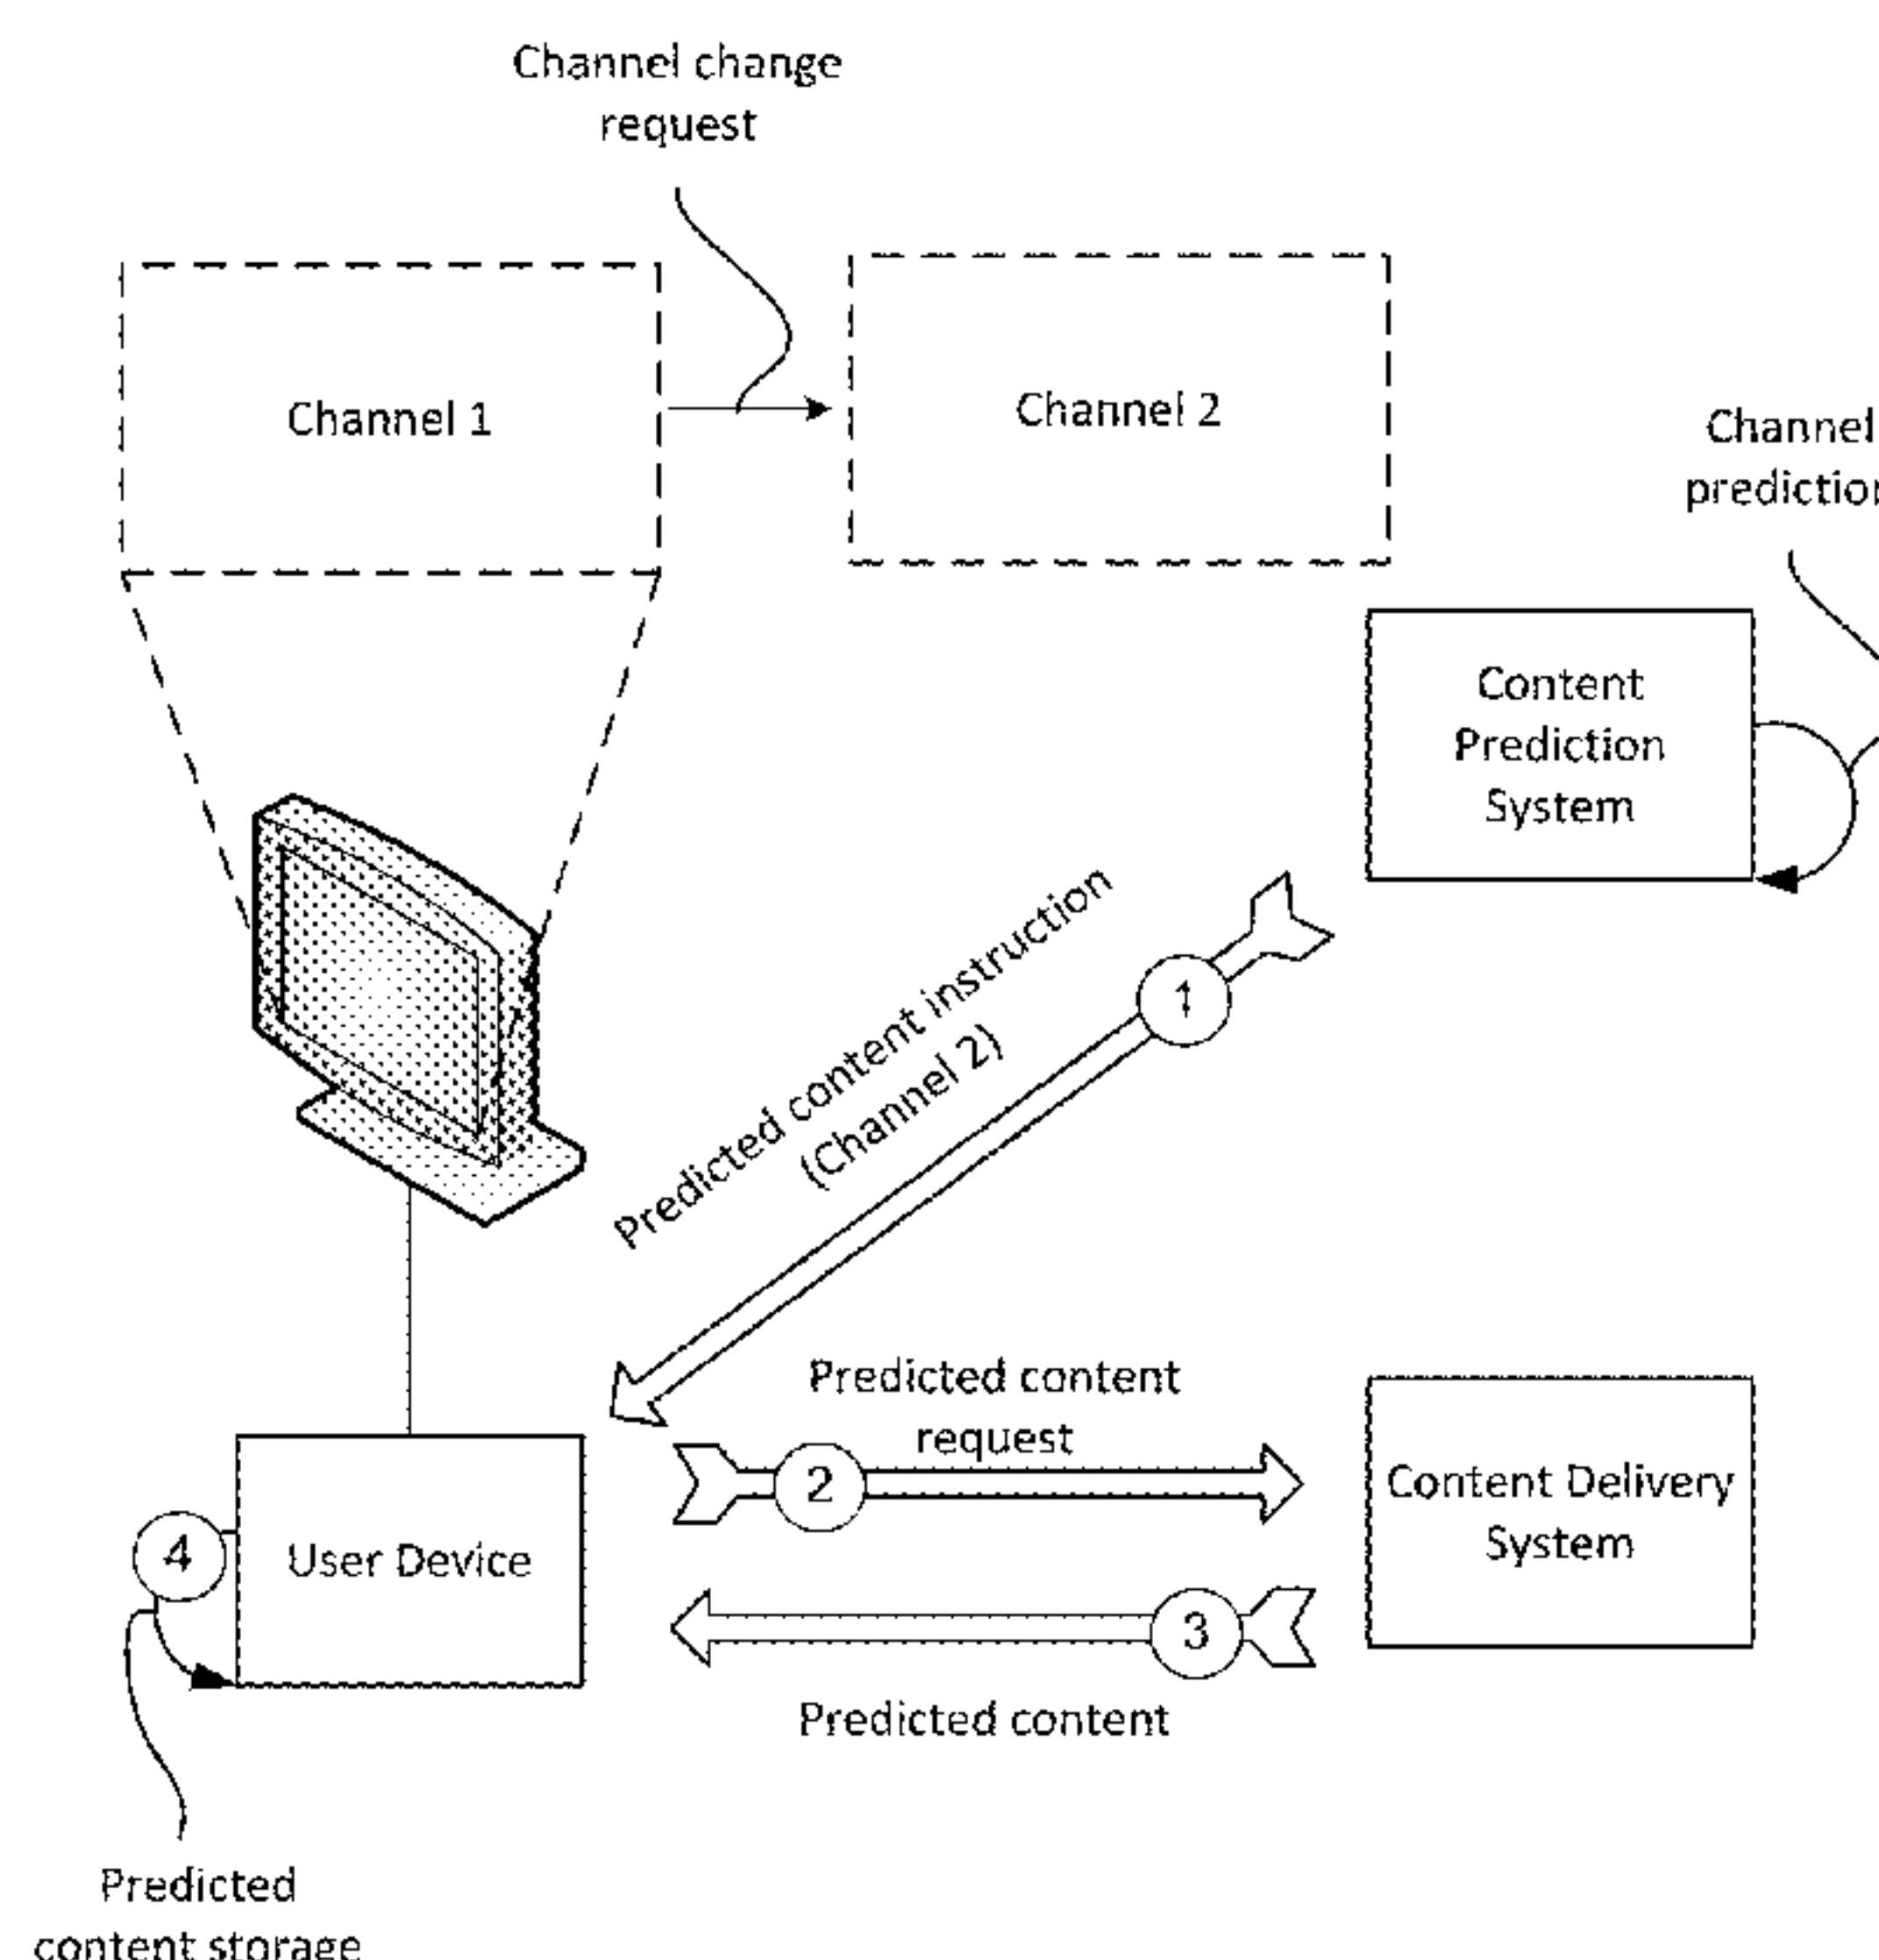 Channel change
request
Channel 1
Channel 2
Channel
prediction
Content
Prediction
System
Predicted content instruction
(Channel 2)
1
Predicted content
request
2
Content Delivery
System
4
User Device
3
Predicted content
Predicted
content storage